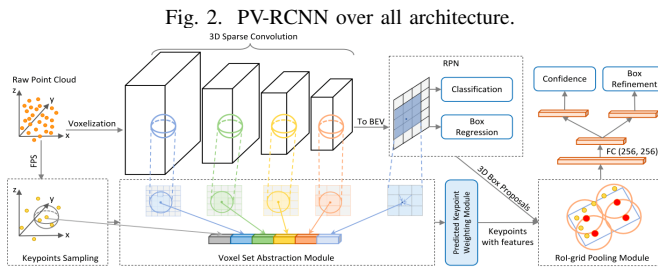 Fig. 2. PV-RCNN over all architecture.
3D Sparse Convolution
RPN
Raw Point Cloud
z
y
x
Voxelization
To BEV
Classification
Box
Regression
Confidence
Box
Refinement
FC (256, 256)
FPS
3D Box Proposals
z
y
x
Keypoints Sampling
Voxel Set Abstraction Module
Predicted Keypoint
Weighting Module
Keypoints
with features
RoI-grid Pooling Module